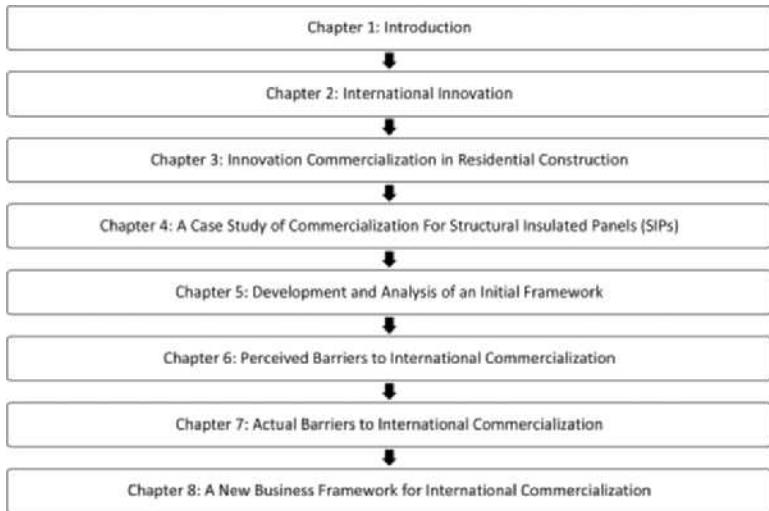 Chapter 1: Introduction
Chapter 2: International Innovation
Chapter 3: Innovation Commercialization in Residential Construction
Chapter 4: A Case Study of Commercialization For Structural Insulated Panels (SIPs)
Chapter 5: Development and Analysis of an Initial Framework
Chapter 6: Perceived Barriers to International Commercialization
Chapter 7: Actual Barriers to International Commercialization
Chapter 8: A New Business Framework for International Commercialization